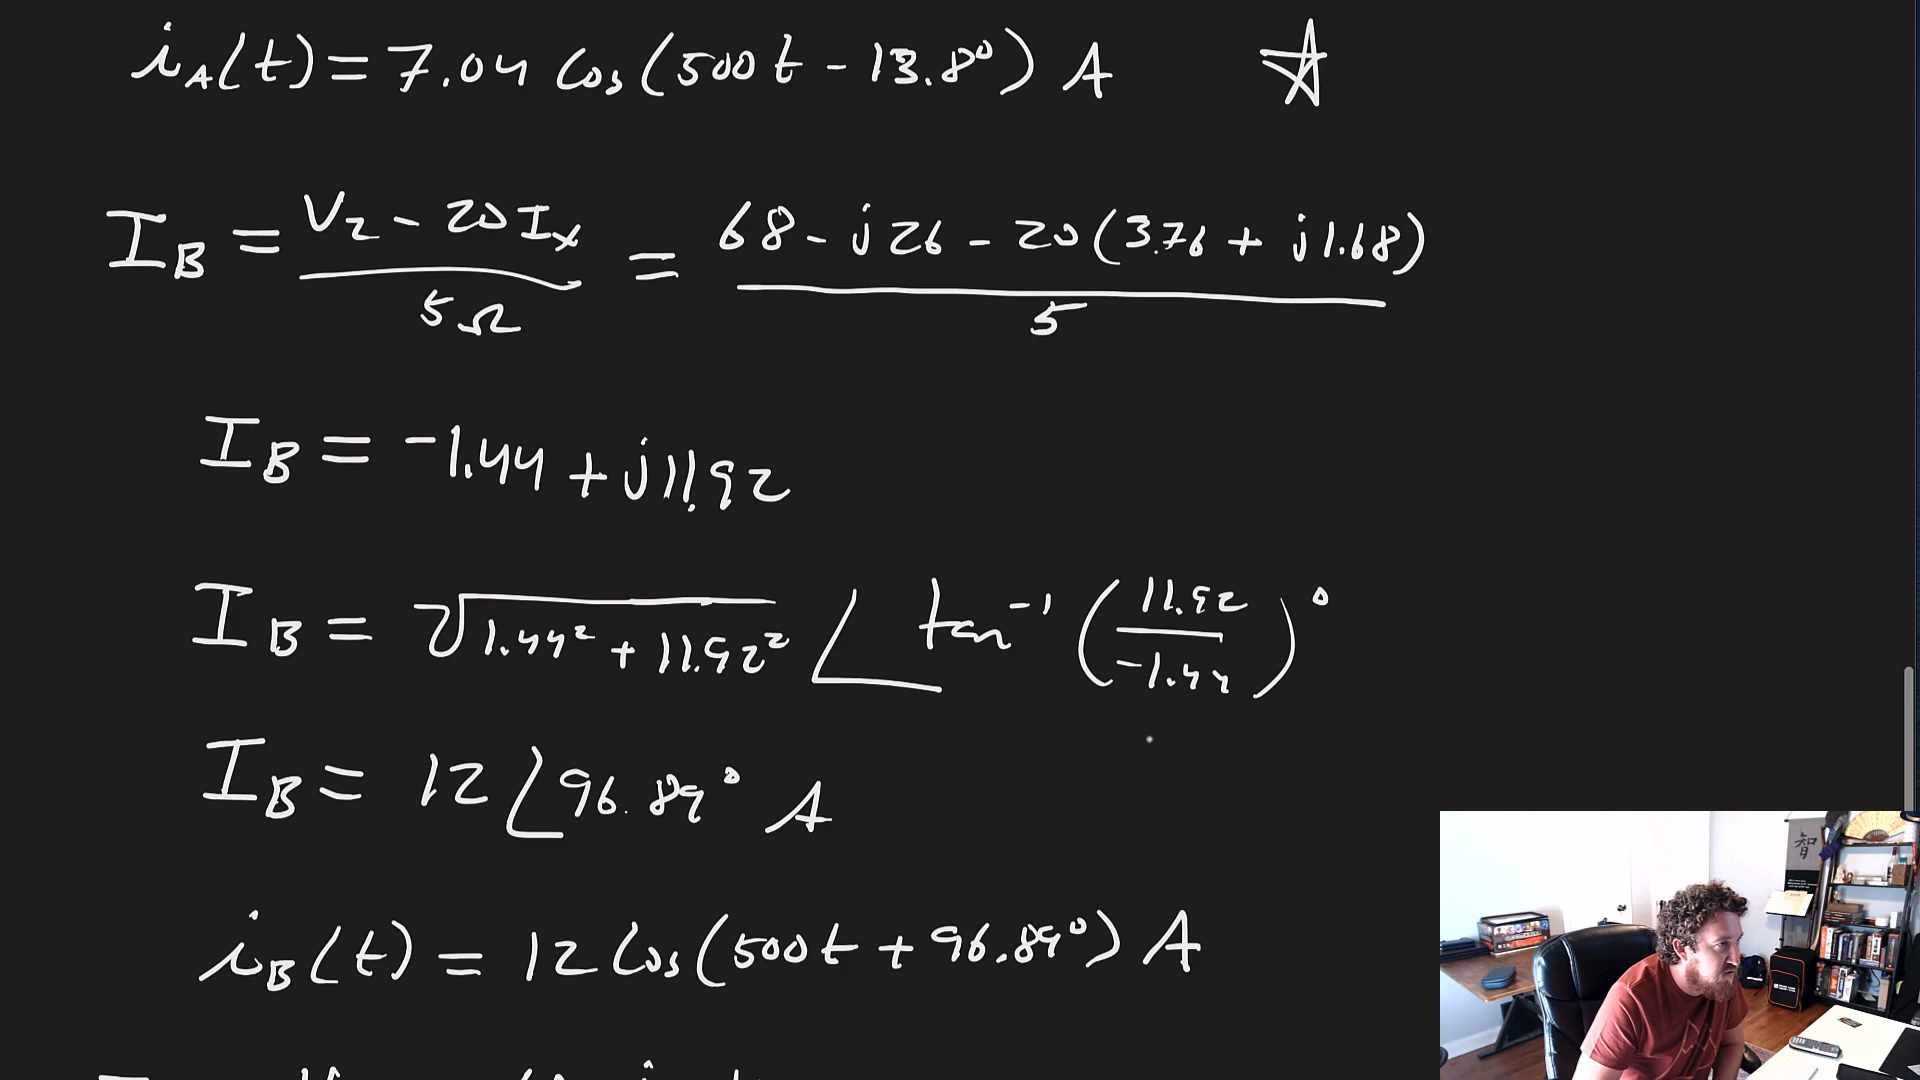 i_A(t) = 7.04 cos(500t - 13.8°) A
I_B = (V_2 - 20I_x)/5Ω = (68 - j26 - 20(3.76 + j1.68))/5
I_B = -1.44 + j11.92
I_B = √(1.44² + 11.92²) ∠ tan⁻¹(11.92/-1.44)°
I_B = 12∠96.89° A
i_B(t) = 12 cos(500t + 96.89°) A
智